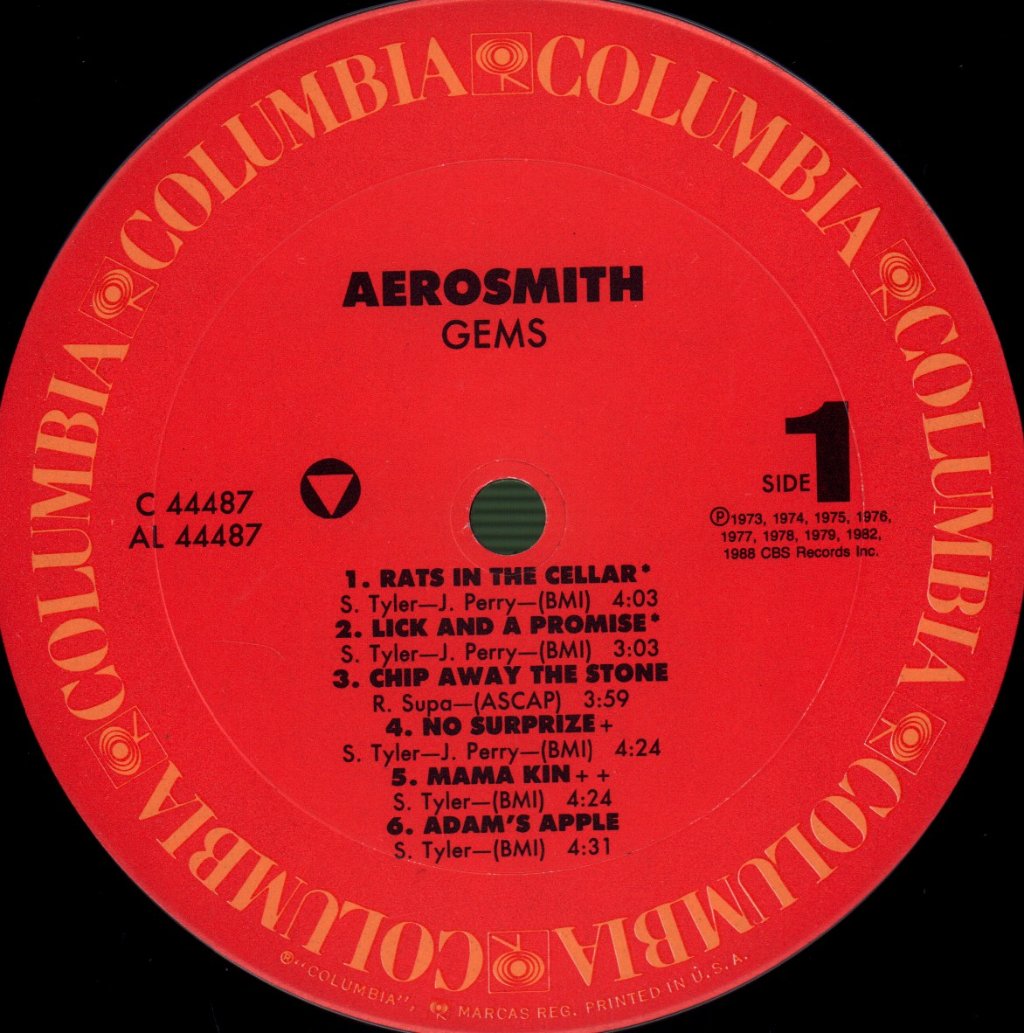 COLUMBIA COLUMBIA COLUMBIA COLUMBIA COLUMBIA COLUMBIA
AEROSMITH
GEMS
SIDE 1
C 44487
AL 44487
Ⓟ1973, 1974, 1975, 1976,
1977, 1978, 1979, 1982,
1988 CBS Records Inc.
1. RATS IN THE CELLAR*
S. Tyler—J. Perry—(BMI) 4:03
2. LICK AND A PROMISE*
S. Tyler—J. Perry—(BMI) 3:03
3. CHIP AWAY THE STONE
R. Supa—(ASCAP) 3:59
4. NO SURPRIZE+
S. Tyler—J. Perry—(BMI) 4:24
5. MAMA KIN++
S. Tyler—(BMI) 4:24
6. ADAM'S APPLE
S. Tyler—(BMI) 4:31
®"COLUMBIA", MARCAS REG. PRINTED IN U.S.A.